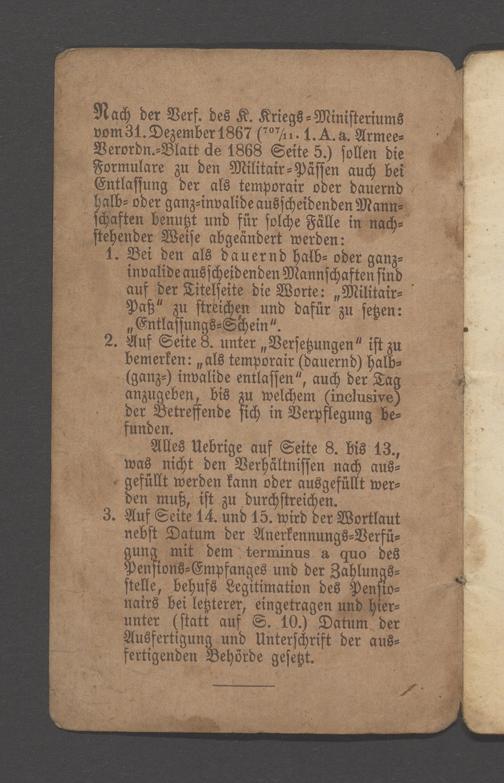 Nach der Verf. des K. Kriegs-Ministeriums
vom 31. Dezember 1867 (707/11. 1. A. a. Armee-
Verordn.-Blatt de 1868 Seite 5.) sollen die
Formulare zu den Militair-Pässen auch bei
Entlassung der als temporair oder dauernd
halb- oder ganz-invalide ausscheidenden Mann-
schaften benutzt und für solche Fälle in nach-
stehender Weise abgeändert werden:
1. Bei den als dauernd halb- oder ganz-
invalide ausscheidenden Mannschaften sind
auf der Titelseite die Worte: „Militair-
Paß“ zu streichen und dafür zu setzen:
„Entlassungs-Schein“.
2. Auf Seite 8. unter „Versetzungen“ ist zu
bemerken: „als temporair (dauernd) halb-
(ganz-) invalide entlassen“, auch der Tag
anzugeben, bis zu welchem (inclusive)
der Betreffende sich in Verpflegung be-
funden.
Alles Uebrige auf Seite 8. bis 13.,
was nicht den Verhältnissen nach aus-
gefüllt werden kann oder ausgefüllt wer-
den muß, ist zu durchstreichen.
3. Auf Seite 14. und 15. wird der Wortlaut
nebst Datum der Anerkennungs-Verfü-
gung mit dem terminus a quo des
Pensions-Empfanges und der Zahlungs-
stelle, behufs Legitimation des Pensio-
nairs bei letzterer, eingetragen und hier-
unter (statt auf S. 10.) Datum der
Ausfertigung und Unterschrift der aus-
fertigenden Behörde gesetzt.